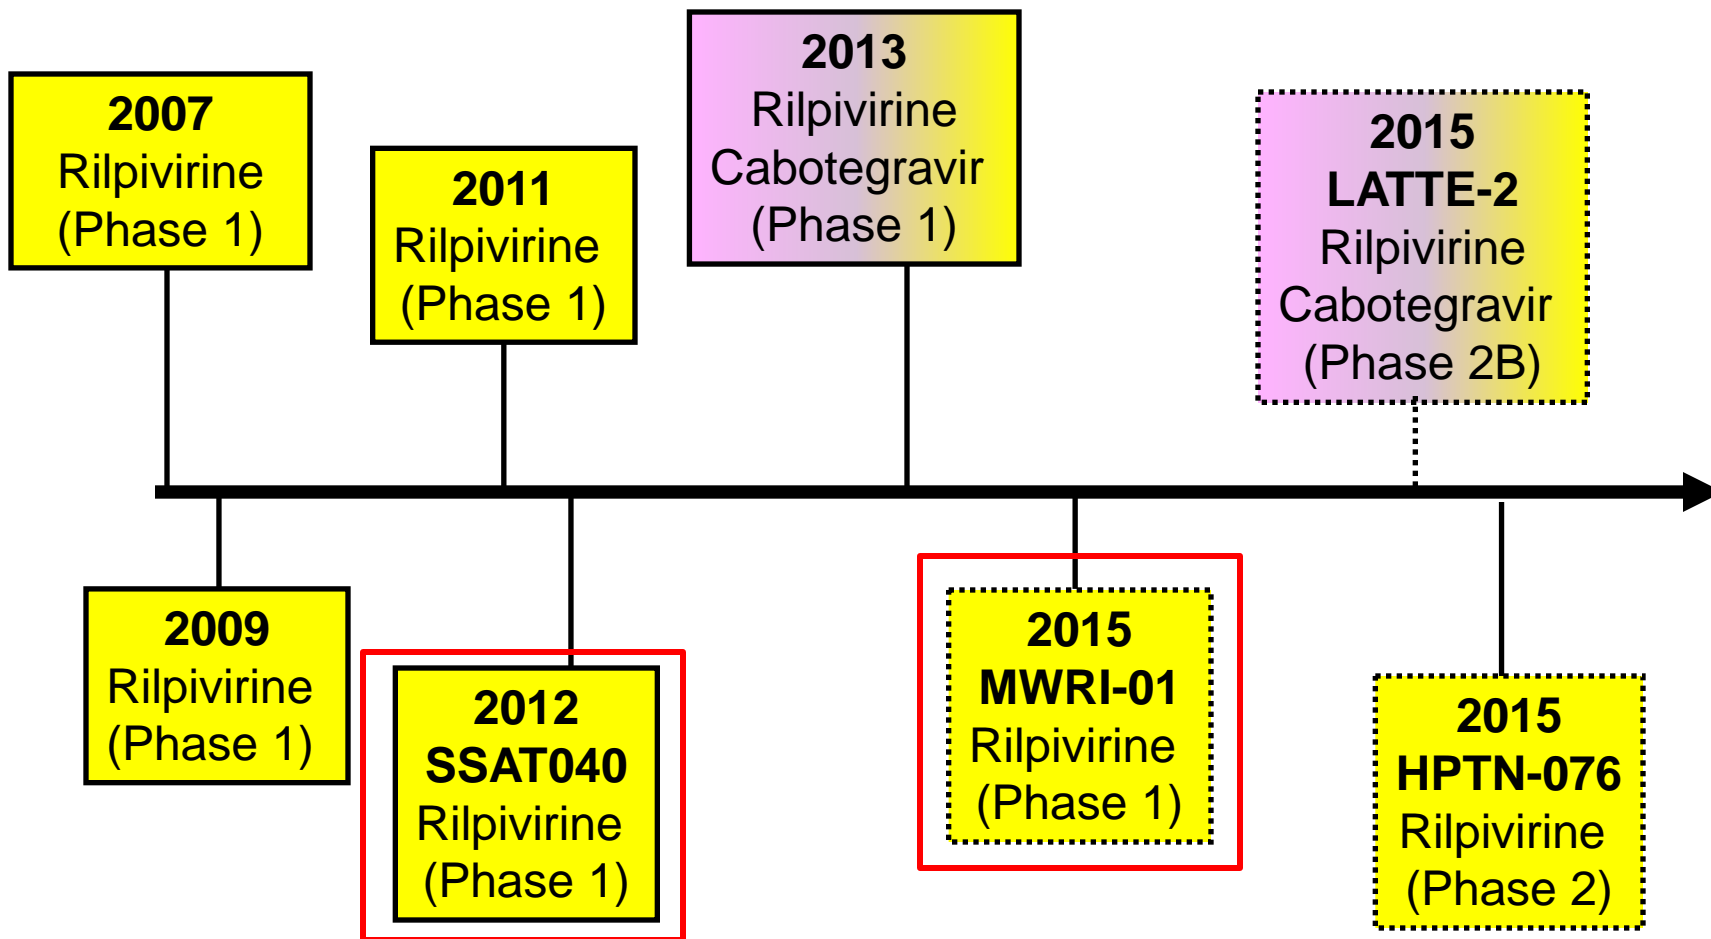 2007
Rilpivirine
(Phase 1)
2011
Rilpivirine
(Phase 1)
2013
Rilpivirine
Cabotegravir
(Phase 1)
2015
LATTE-2
Rilpivirine
Cabotegravir
(Phase 2B)
2009
Rilpivirine
(Phase 1)
2012
SSAT040
Rilpivirine
(Phase 1)
2015
MWRI-01
Rilpivirine
(Phase 1)
2015
HPTN-076
Rilpivirine
(Phase 2)